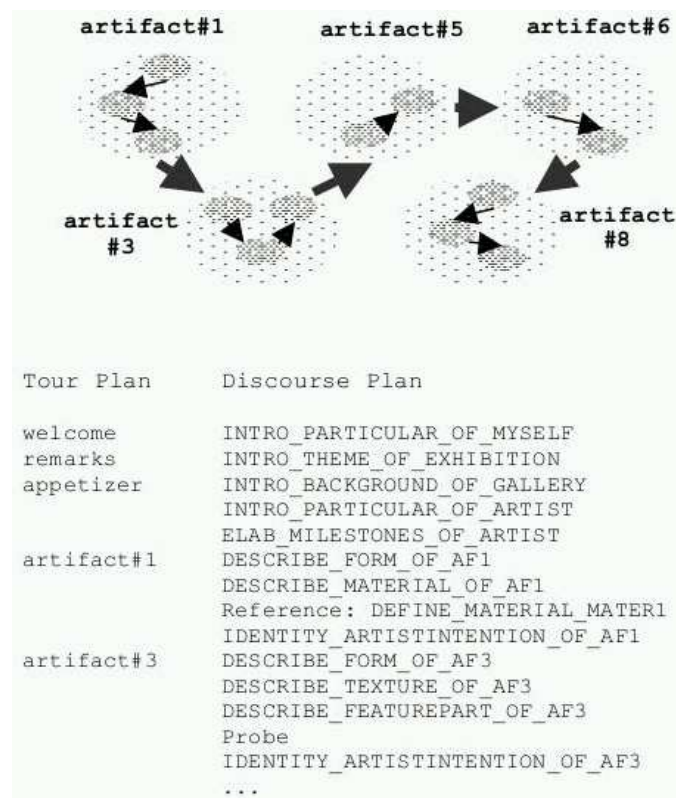 artifact#1 artifact#5 artifact#6
artifact #3
artifact #8
Tour Plan Discourse Plan
welcome INTRO_PARTICULAR_OF_MYSELF
remarks INTRO_THEME_OF_EXHIBITION
appetizer INTRO_BACKGROUND_OF_GALLERY
INTRO_PARTICULAR_OF_ARTIST
ELAB_MILESTONES_OF_ARTIST
artifact#1 DESCRIBE_FORM_OF_AF1
DESCRIBE_MATERIAL_OF_AF1
Reference: DEFINE_MATERIAL_MATER1
IDENTITY_ARTISTINTENTION_OF_AF1
artifact#3 DESCRIBE_FORM_OF_AF3
DESCRIBE_TEXTURE_OF_AF3
DESCRIBE_FEATUREPART_OF_AF3
Probe
IDENTITY_ARTISTINTENTION_OF_AF3
...